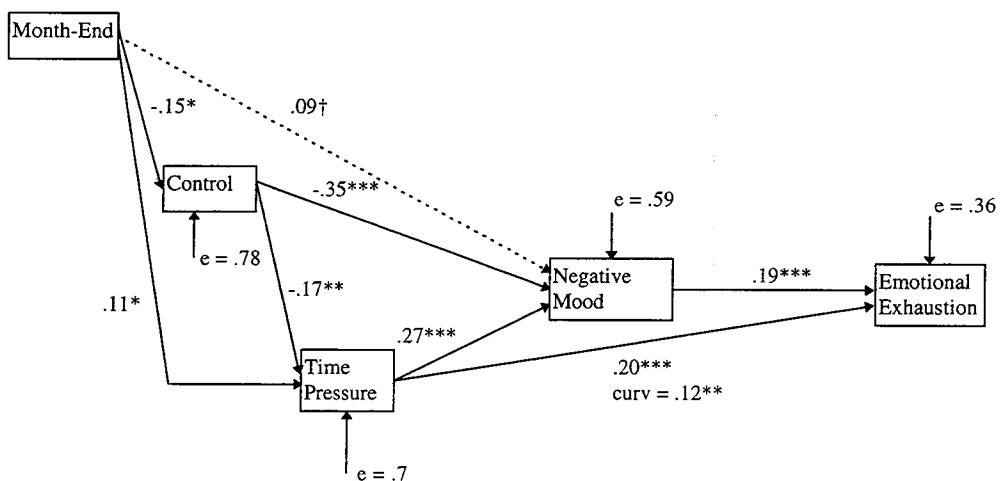 Month-End
-.15*
.09†
Control
-.35***
e = .59
e = .36
e = .78
-.17**
Negative
Mood
.19***
Emotional
Exhaustion
.11*
.27***
Time
Pressure
.20***
curv = .12**
e = .7